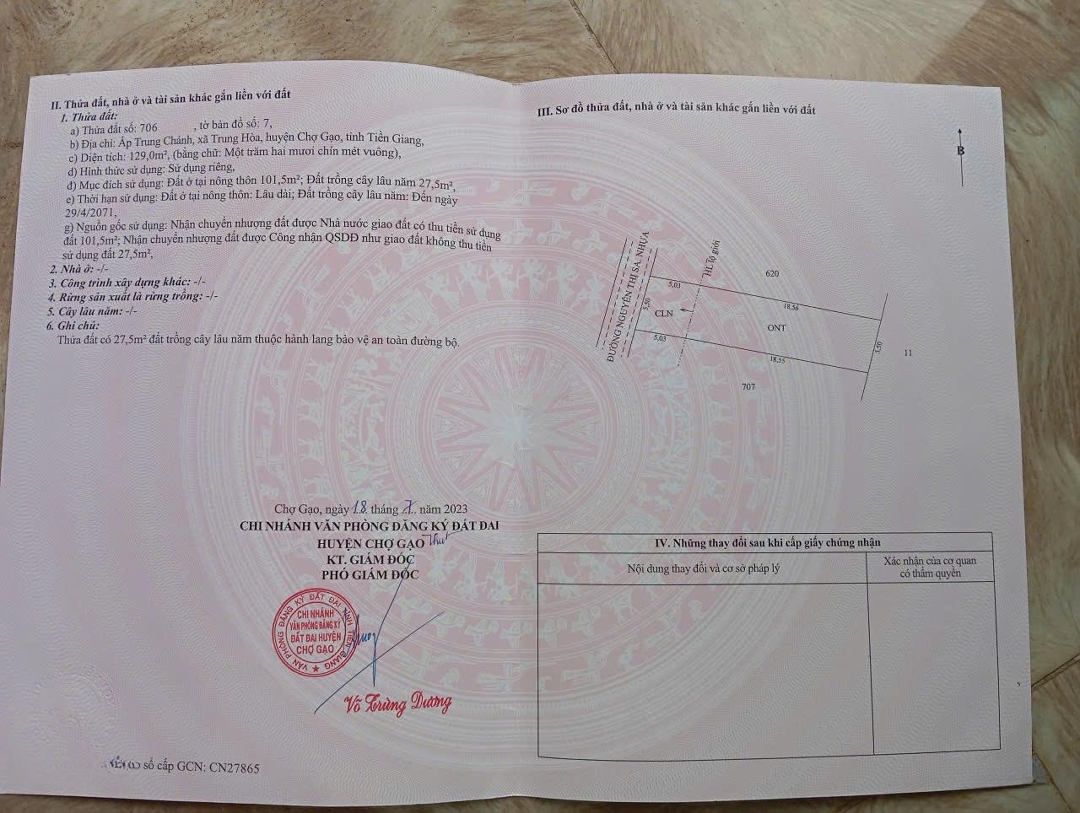 II. Thửa đất, nhà ở và tài sản khác gắn liền với đất
1. Thửa đất:
a) Thửa đất số: 706 , tờ bản đồ số: 7,
b) Địa chỉ: Ấp Trung Chánh, xã Trung Hòa, huyện Chợ Gạo, tỉnh Tiền Giang,
c) Diện tích: 129,0m², (bằng chữ: Một trăm hai mươi chín mét vuông),
d) Hình thức sử dụng: Sử dụng riêng,
đ) Mục đích sử dụng: Đất ở tại nông thôn 101,5m²; Đất trồng cây lâu năm 27,5m²,
e) Thời hạn sử dụng: Đất ở tại nông thôn: Lâu dài; Đất trồng cây lâu năm: Đến ngày
29/4/2071,
g) Nguồn gốc sử dụng: Nhận chuyển nhượng đất được Nhà nước giao đất có thu tiền sử dụng
đất 101,5m²; Nhận chuyển nhượng đất được Công nhận QSDĐ như giao đất không thu tiền
sử dụng đất 27,5m²,
2. Nhà ở: -/-
3. Công trình xây dựng khác: -/-
4. Rừng sản xuất là rừng trồng: -/-
5. Cây lâu năm: -/-
6. Ghi chú:
Thửa đất có 27,5m² đất trồng cây lâu năm thuộc hành lang bảo vệ an toàn đường bộ.
Chợ Gạo, ngày 18 tháng 7 năm 2023
CHI NHÁNH VĂN PHÒNG ĐĂNG KÝ ĐẤT ĐAI
HUYỆN CHỢ GẠO
KT. GIÁM ĐỐC
PHÓ GIÁM ĐỐC
VĂN PHÒNG ĐĂNG KÝ ĐẤT ĐAI TỈNH TIỀN GIANG
CHI NHÁNH
VĂN PHÒNG ĐĂNG KÝ
ĐẤT ĐAI HUYỆN
CHỢ GẠO
Võ Trùng Dương
số cấp GCN: CN27865
III. Sơ đồ thửa đất, nhà ở và tài sản khác gắn liền với đất
B
ĐƯỜNG NGUYỄN THỊ SA. NHỰA
HL lộ giới
620
5,03
18,56
5,50
CLN
ONT
5,50
11
5,03
18,55
707
IV. Những thay đổi sau khi cấp giấy chứng nhận
Nội dung thay đổi và cơ sở pháp lý
Xác nhận của cơ quan
có thẩm quyền